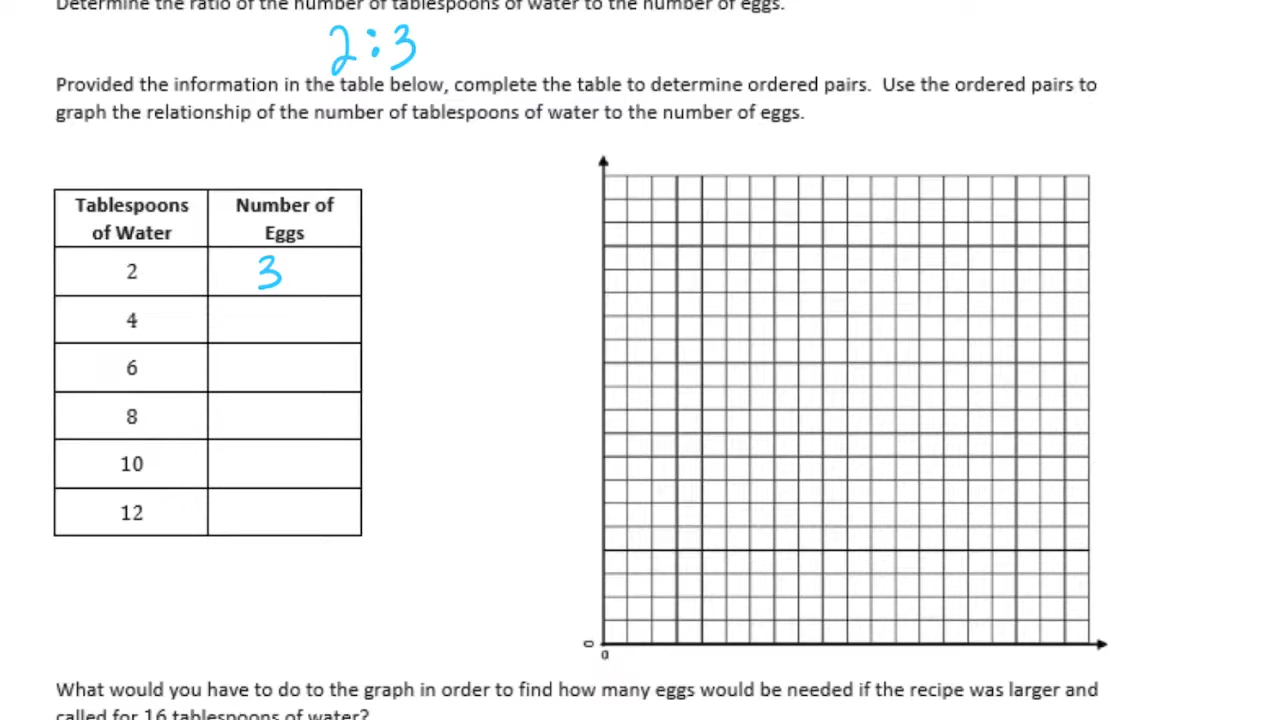 Determine the ratio of the number of tablespoons of water to the number of eggs.
2:3
Provided the information in the table below, complete the table to determine ordered pairs.  Use the ordered pairs to
graph the relationship of the number of tablespoons of water to the number of eggs.
Tablespoons of Water
Number of Eggs
2 3
4
6
8
10
12
0
0
What would you have to do to the graph in order to find how many eggs would be needed if the recipe was larger and
called for 16 tablespoons of water?